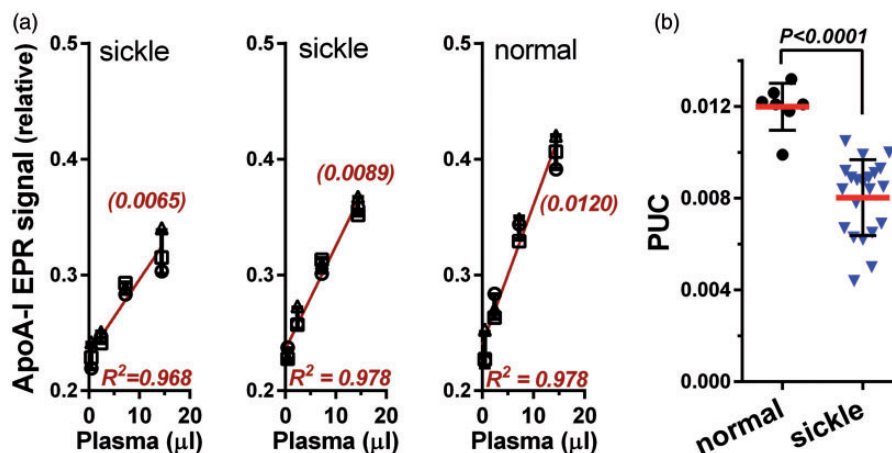 (a)
ApoA-I EPR signal (relative)
0.5
0.4
0.3
0.2
sickle
(0.0065)
R²=0.968
0 10 20
Plasma (μl)
0.5
0.4
0.3
0.2
sickle
(0.0089)
R²= 0.978
0 10 20
Plasma (μl)
0.5
0.4
0.3
0.2
normal
(0.0120)
R²= 0.978
0 10 20
Plasma (μl)
(b)
P<0.0001
PUC
0.012
0.008
0.004
0.000
normal
sickle